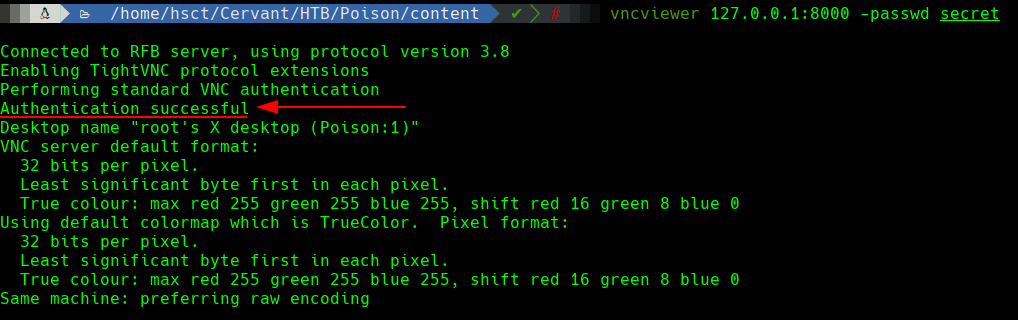 /home/hsct/Cervant/HTB/Poison/content ✔ # vncviewer 127.0.0.1:8000 -passwd secret
Connected to RFB server, using protocol version 3.8
Enabling TightVNC protocol extensions
Performing standard VNC authentication
Authentication successful
Desktop name "root's X desktop (Poison:1)"
VNC server default format:
  32 bits per pixel.
  Least significant byte first in each pixel.
  True colour: max red 255 green 255 blue 255, shift red 16 green 8 blue 0
Using default colormap which is TrueColor.  Pixel format:
  32 bits per pixel.
  Least significant byte first in each pixel.
  True colour: max red 255 green 255 blue 255, shift red 16 green 8 blue 0
Same machine: preferring raw encoding